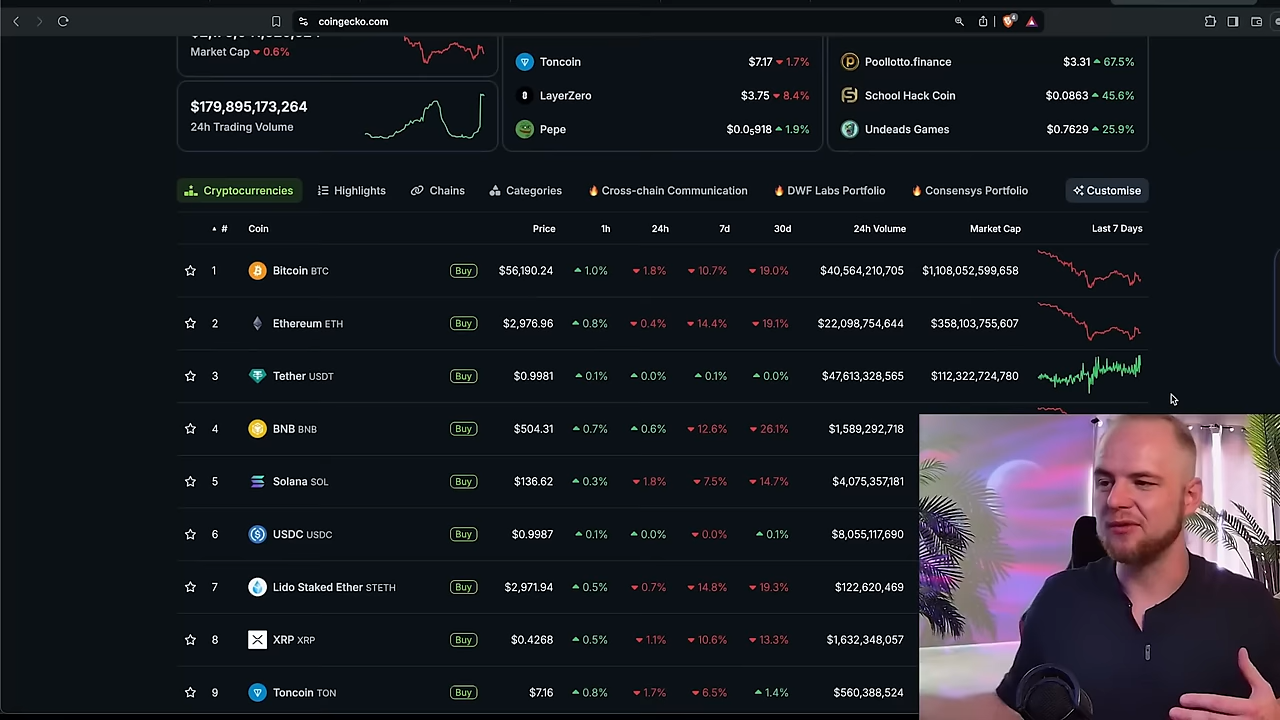 coingecko.com
Market Cap 0.6%
$179,895,173,264
24h Trading Volume
Toncoin $7.17 1.7%
LayerZero $3.75 8.4%
Pepe $0.0₅918 1.9%
Poollotto.finance $3.31 67.5%
School Hack Coin $0.0863 45.6%
Undeads Games $0.7629 25.9%
Cryptocurrencies Highlights Chains Categories Cross-chain Communication DWF Labs Portfolio Consensys Portfolio Customise
# Coin Price 1h 24h 7d 30d 24h Volume Market Cap Last 7 Days
1 Bitcoin BTC Buy $56,190.24 1.0% 1.8% 10.7% 19.0% $40,564,210,705 $1,108,052,599,658
2 Ethereum ETH Buy $2,976.96 0.8% 0.4% 14.4% 19.1% $22,098,754,644 $358,103,755,607
3 Tether USDT Buy $0.9981 0.1% 0.0% 0.1% 0.0% $47,613,328,565 $112,322,724,780
4 BNB BNB Buy $504.31 0.7% 0.6% 12.6% 26.1% $1,589,292,718
5 Solana SOL Buy $136.62 0.3% 1.8% 7.5% 14.7% $4,075,357,181
6 USDC USDC Buy $0.9987 0.1% 0.0% 0.0% 0.1% $8,055,117,690
7 Lido Staked Ether STETH Buy $2,971.94 0.5% 0.7% 14.8% 19.3% $122,620,469
8 XRP XRP Buy $0.4268 0.5% 1.1% 10.6% 13.3% $1,632,348,057
9 Toncoin TON Buy $7.16 0.8% 1.7% 6.5% 1.4% $560,388,524